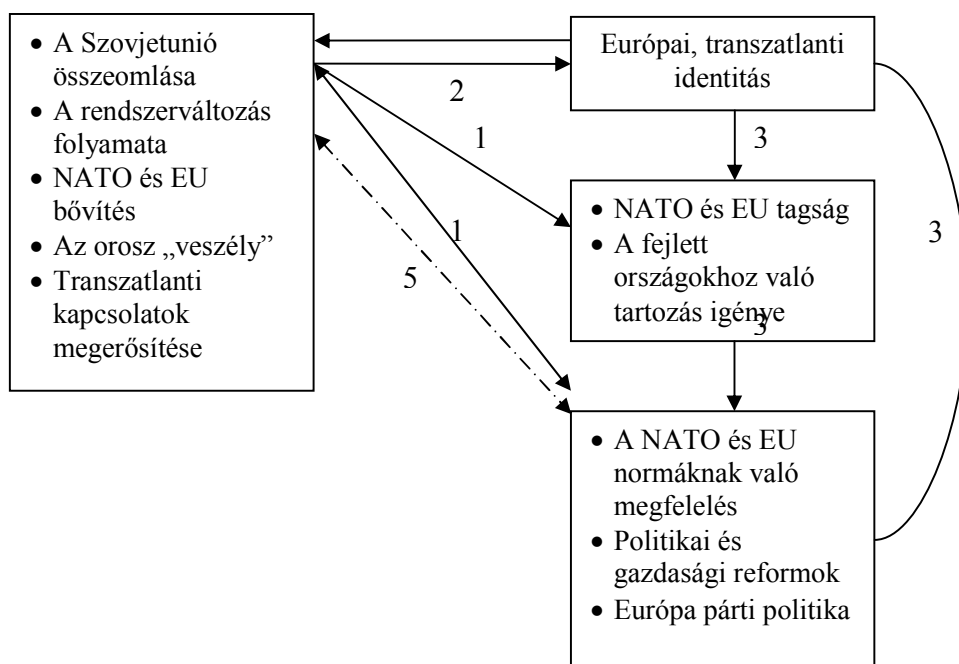 • A Szovjetunió
összeomlása
• A rendszerváltozás
folyamata
• NATO és EU
bővítés
• Az orosz „veszély”
• Transzatlanti
kapcsolatok
megerősítése
Európai, transzatlanti
identitás
2
1
3
• NATO és EU tagság
• A fejlett
országokhoz való
tartozás igénye
1
3
5
3
• A NATO és EU
normáknak való
megfelelés
• Politikai és
gazdasági reformok
• Európa párti politika